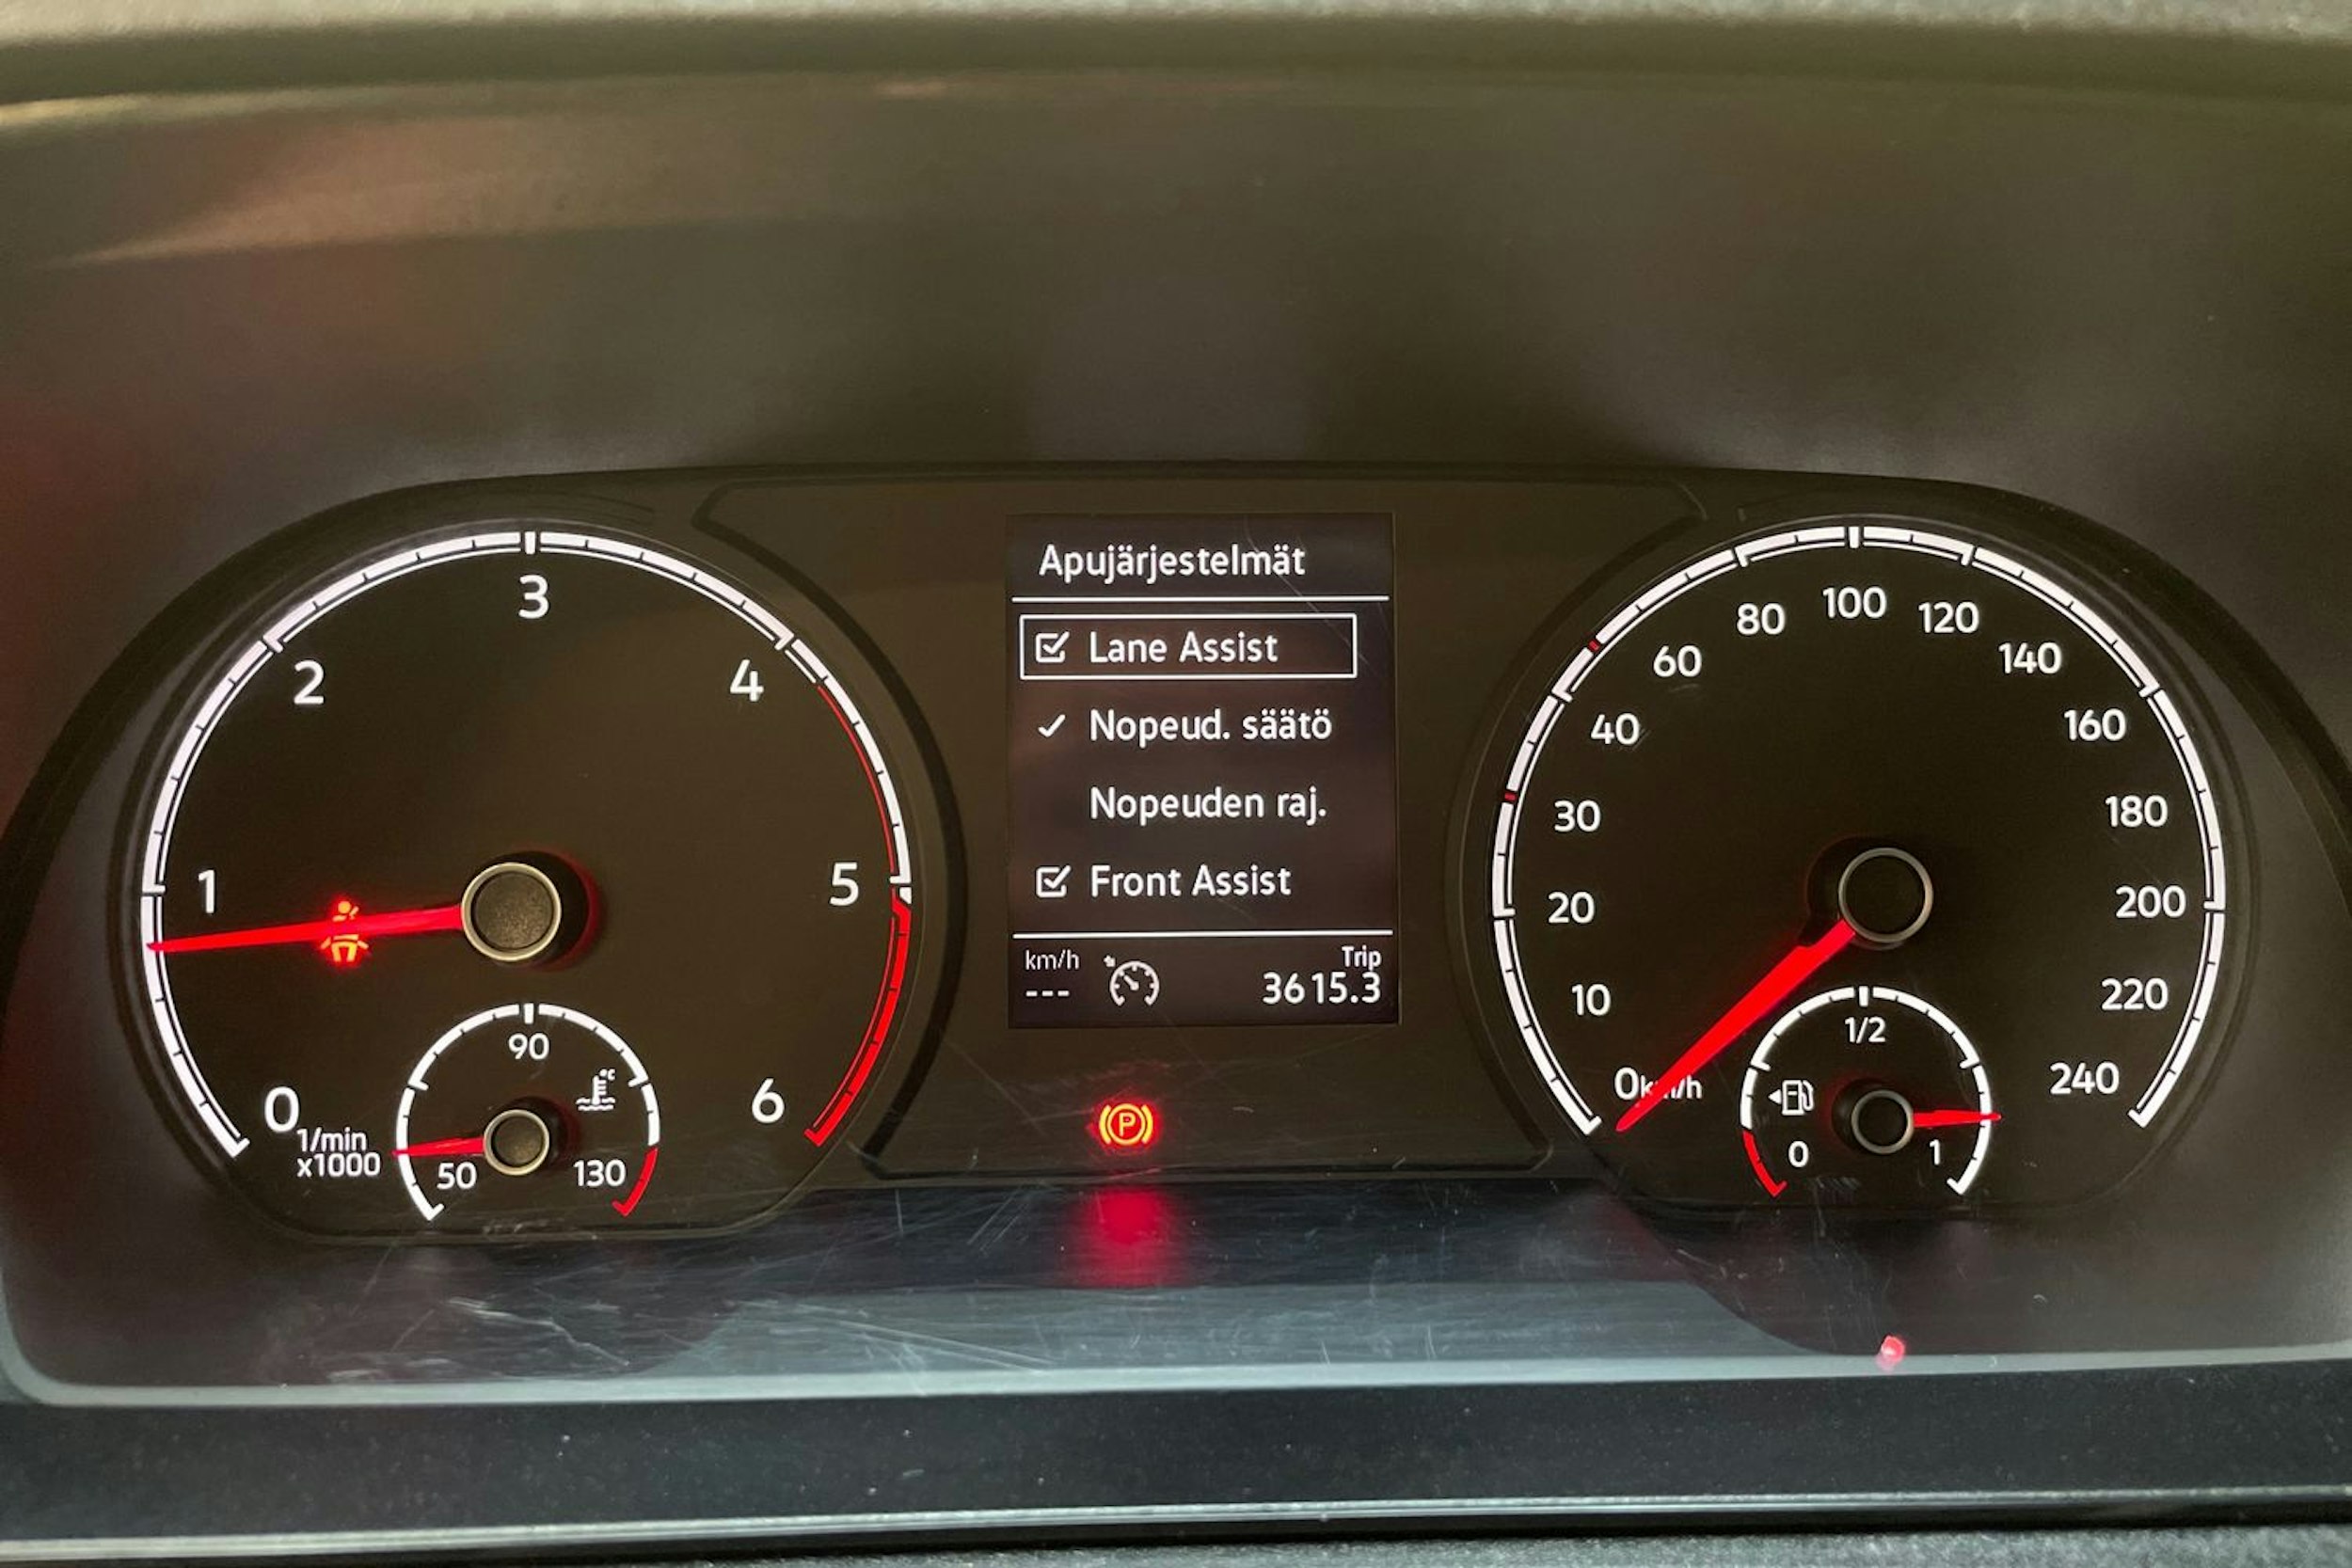 0
1
2
3
4
5
6
1/min
x1000
50
90
130
°C
Apujärjestelmät
Lane Assist
Nopeud. säätö
Nopeuden raj.
Front Assist
km/h
---
Trip
3615.3
P
0km/h
10
20
30
40
60
80
100
120
140
160
180
200
220
240
0
1/2
1